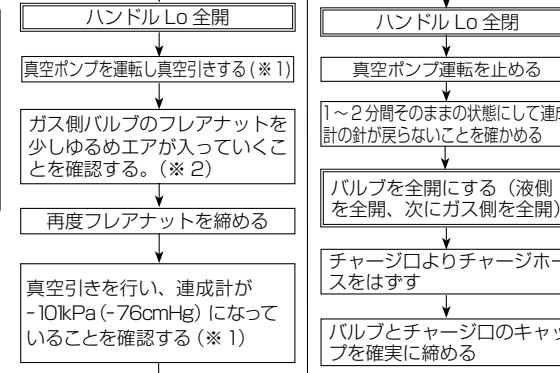 ハンドル Lo 全開
真空ポンプを運転し真空引きする(※1)
ガス側バルブのフレアナットを
少しゆるめエアが入っていくこ
とを確認する。(※ 2)
再度フレアナットを締める
真空引きを行い、連成計が
-101kPa(-76cmHg) になって
いることを確認する (※ 1)
ハンドル Lo 全閉
真空ポンプ運転を止める
1〜2分間そのままの状態にして連成
計の針が戻らないことを確かめる
バルブを全開にする（液側
を全開、次にガス側を全開)
チャージ口よりチャージホー
スをはずす
バルブとチャージ口のキャッ
プを確実に締める